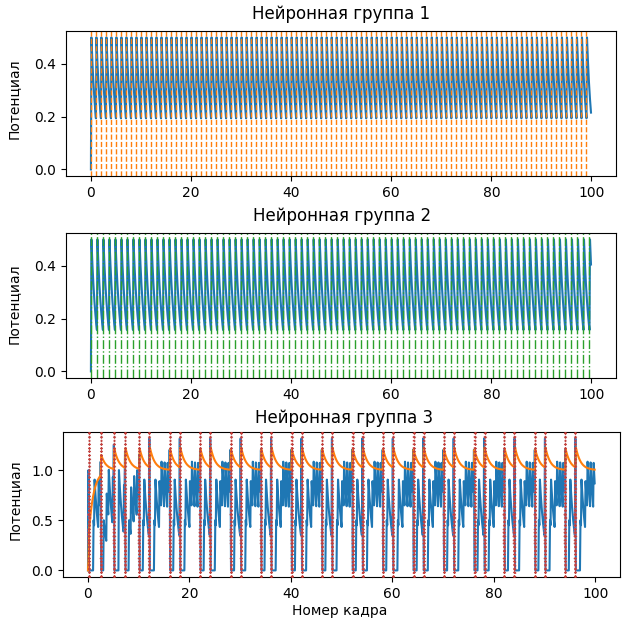 Нейронная группа 1
Потенциал
0.4
0.2
0.0
0 20 40 60 80 100
Нейронная группа 2
Потенциал
0.4
0.2
0.0
0 20 40 60 80 100
Нейронная группа 3
Потенциал
1.0
0.5
0.0
0 20 40 60 80 100
Номер кадра